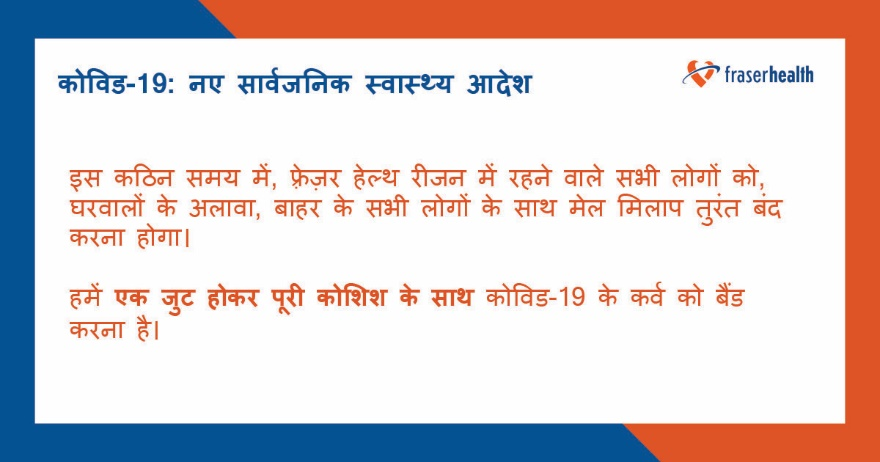 कोविड-19: नए सार्वजनिक स्वास्थ्य आदेश
fraserhealth
इस कठिन समय में, फ्रेज़र हेल्थ रीजन में रहने वाले सभी लोगों को,
घरवालों के अलावा, बाहर के सभी लोगों के साथ मेल मिलाप तुरंत बंद
करना होगा।
हमें एक जुट होकर पूरी कोशिश के साथ कोविड-19 के कर्व को बैंड
करना है।